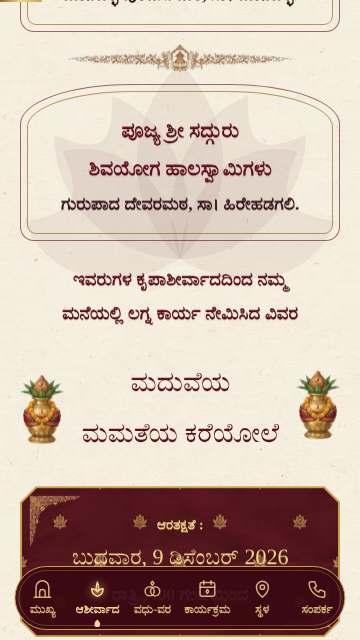 ಪೂಜ್ಯ ಶ್ರೀ ಸದ್ಗುರು
ಶಿವಯೋಗ ಹಾಲಸ್ವಾಮಿಗಳು
ಗುರುಪಾದ ದೇವರಮಠ, ಸಾ। ಹಿರೇಹಡಗಲಿ.
ಇವರುಗಳ ಕೃಪಾಶೀರ್ವಾದದಿಂದ ನಮ್ಮ
ಮನೆಯಲ್ಲಿ ಲಗ್ನ ಕಾರ್ಯ ನೇಮಿಸಿದ ವಿವರ
ಮದುವೆಯ
ಮಮತೆಯ ಕರೆಯೋಲೆ
ಆರತಕ್ಷತೆ :
ಬುಧವಾರ, 9 ಡಿಸೆಂಬರ್ 2026
ಮುಖ್ಯ ಆಶೀರ್ವಾದ ವಧು-ವರ ಕಾರ್ಯಕ್ರಮ ಸ್ಥಳ ಸಂಪರ್ಕ